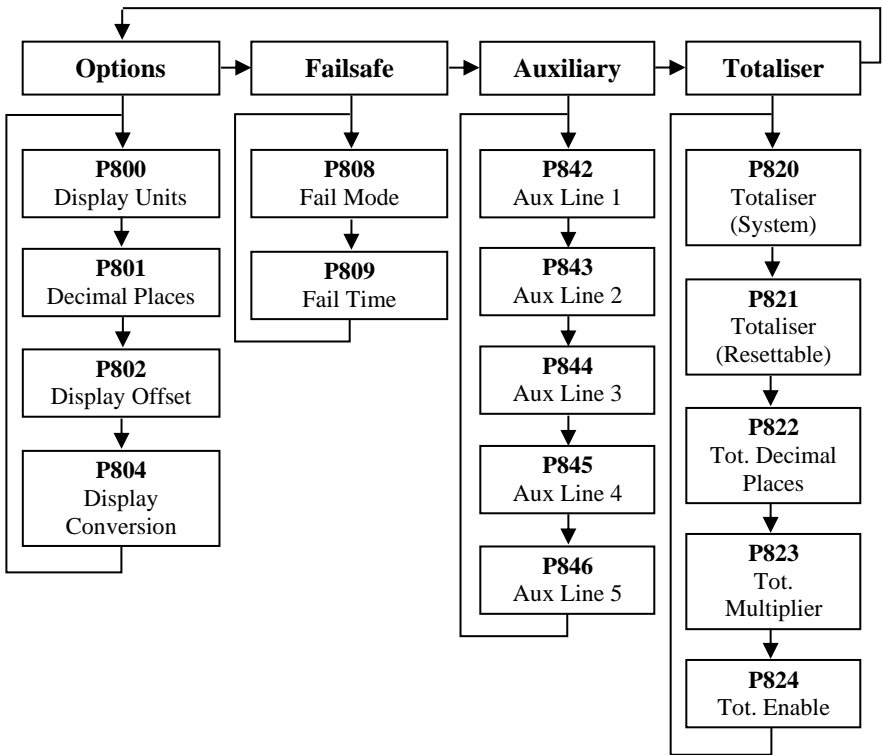 Options
Failsafe
Auxiliary
Totaliser
P800
Display Units
P801
Decimal Places
P802
Display Offset
P804
Display
Conversion
P808
Fail Mode
P809
Fail Time
P842
Aux Line 1
P843
Aux Line 2
P844
Aux Line 3
P845
Aux Line 4
P846
Aux Line 5
P820
Totaliser
(System)
P821
Totaliser
(Resettable)
P822
Tot. Decimal
Places
P823
Tot.
Multiplier
P824
Tot. Enable